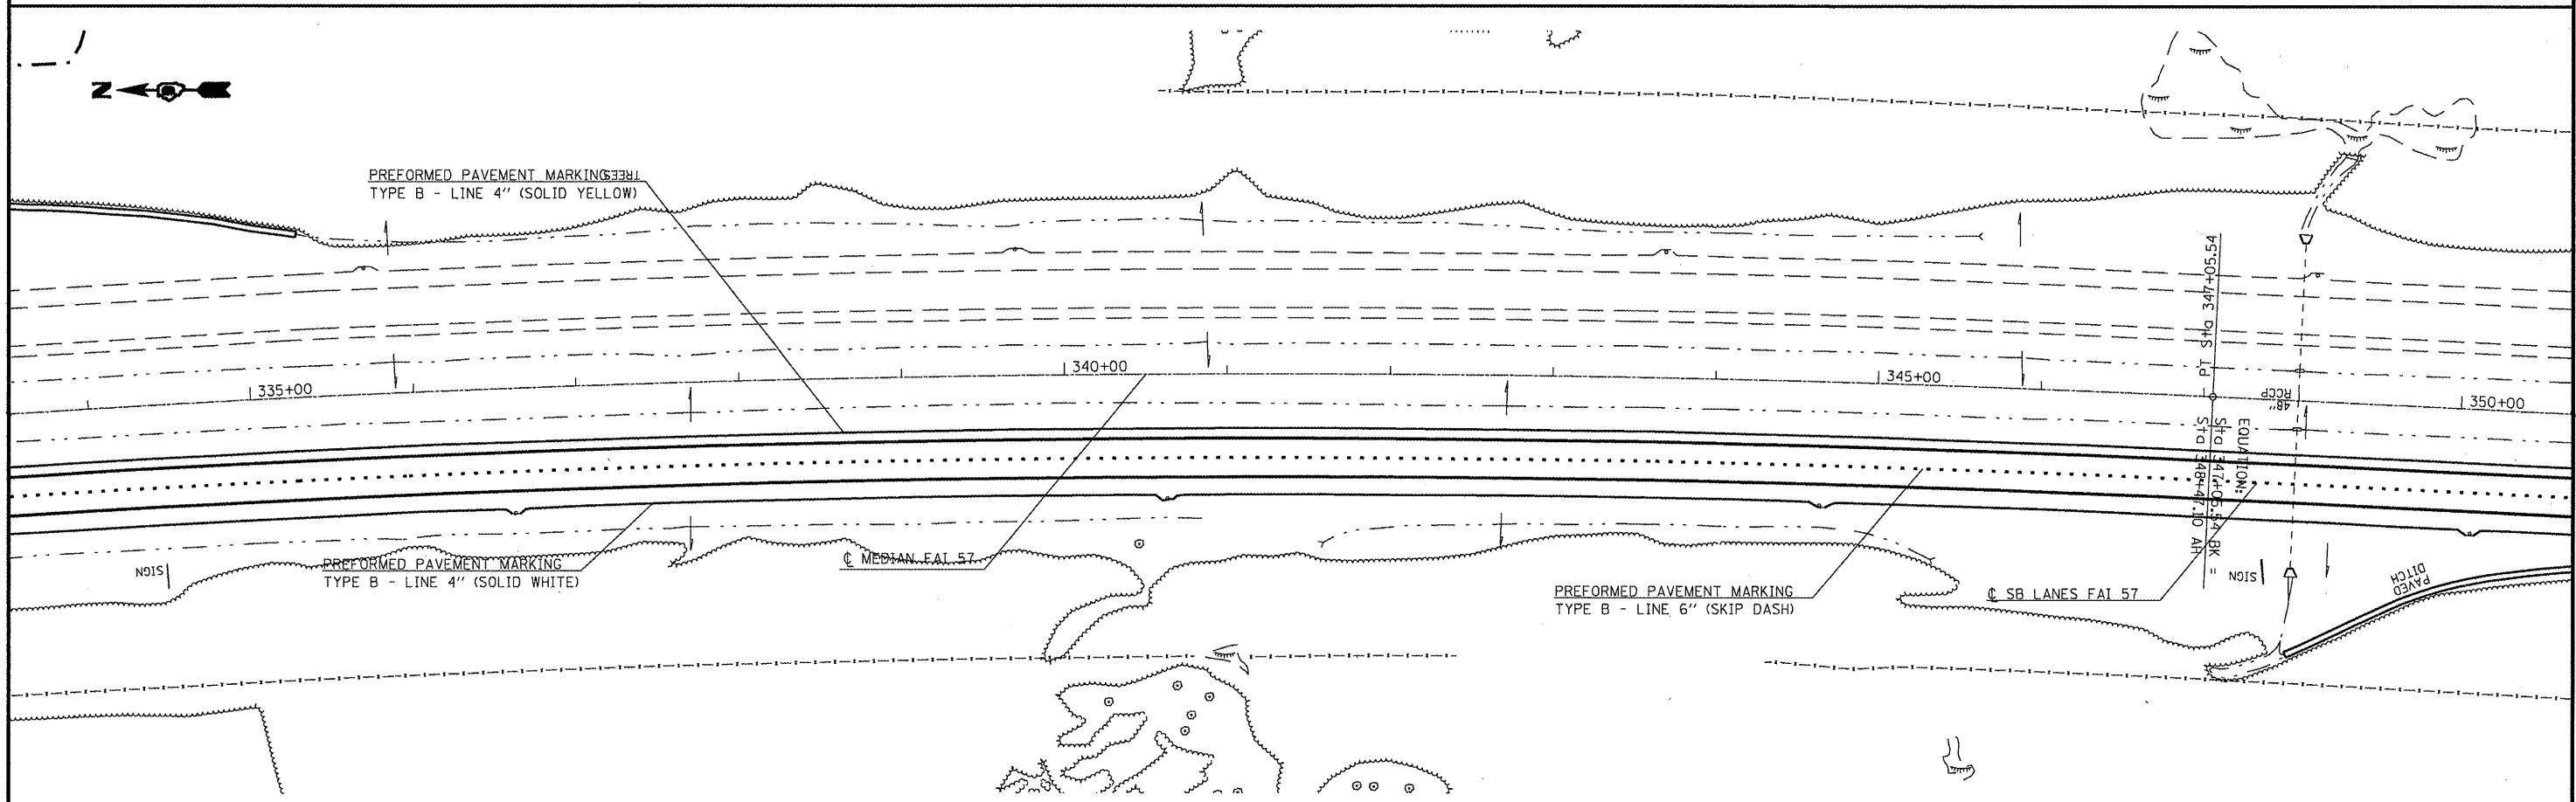 N
PREFORMED PAVEMENT MARKING
TREES
TYPE B - LINE 4" (SOLID YELLOW)
335+00
340+00
345+00
350+00
PT Sta 347+05.54
48"
RCCP
EQUATION:
Sta 347+05.54 BK =
Sta 348+47.10 AH
SIGN
PREFORMED PAVEMENT MARKING
TYPE B - LINE 4" (SOLID WHITE)
℄ MEDIAN FAI 57
PREFORMED PAVEMENT MARKING
TYPE B - LINE 6" (SKIP DASH)
℄ SB LANES FAI 57
SIGN
PAVED
DITCH